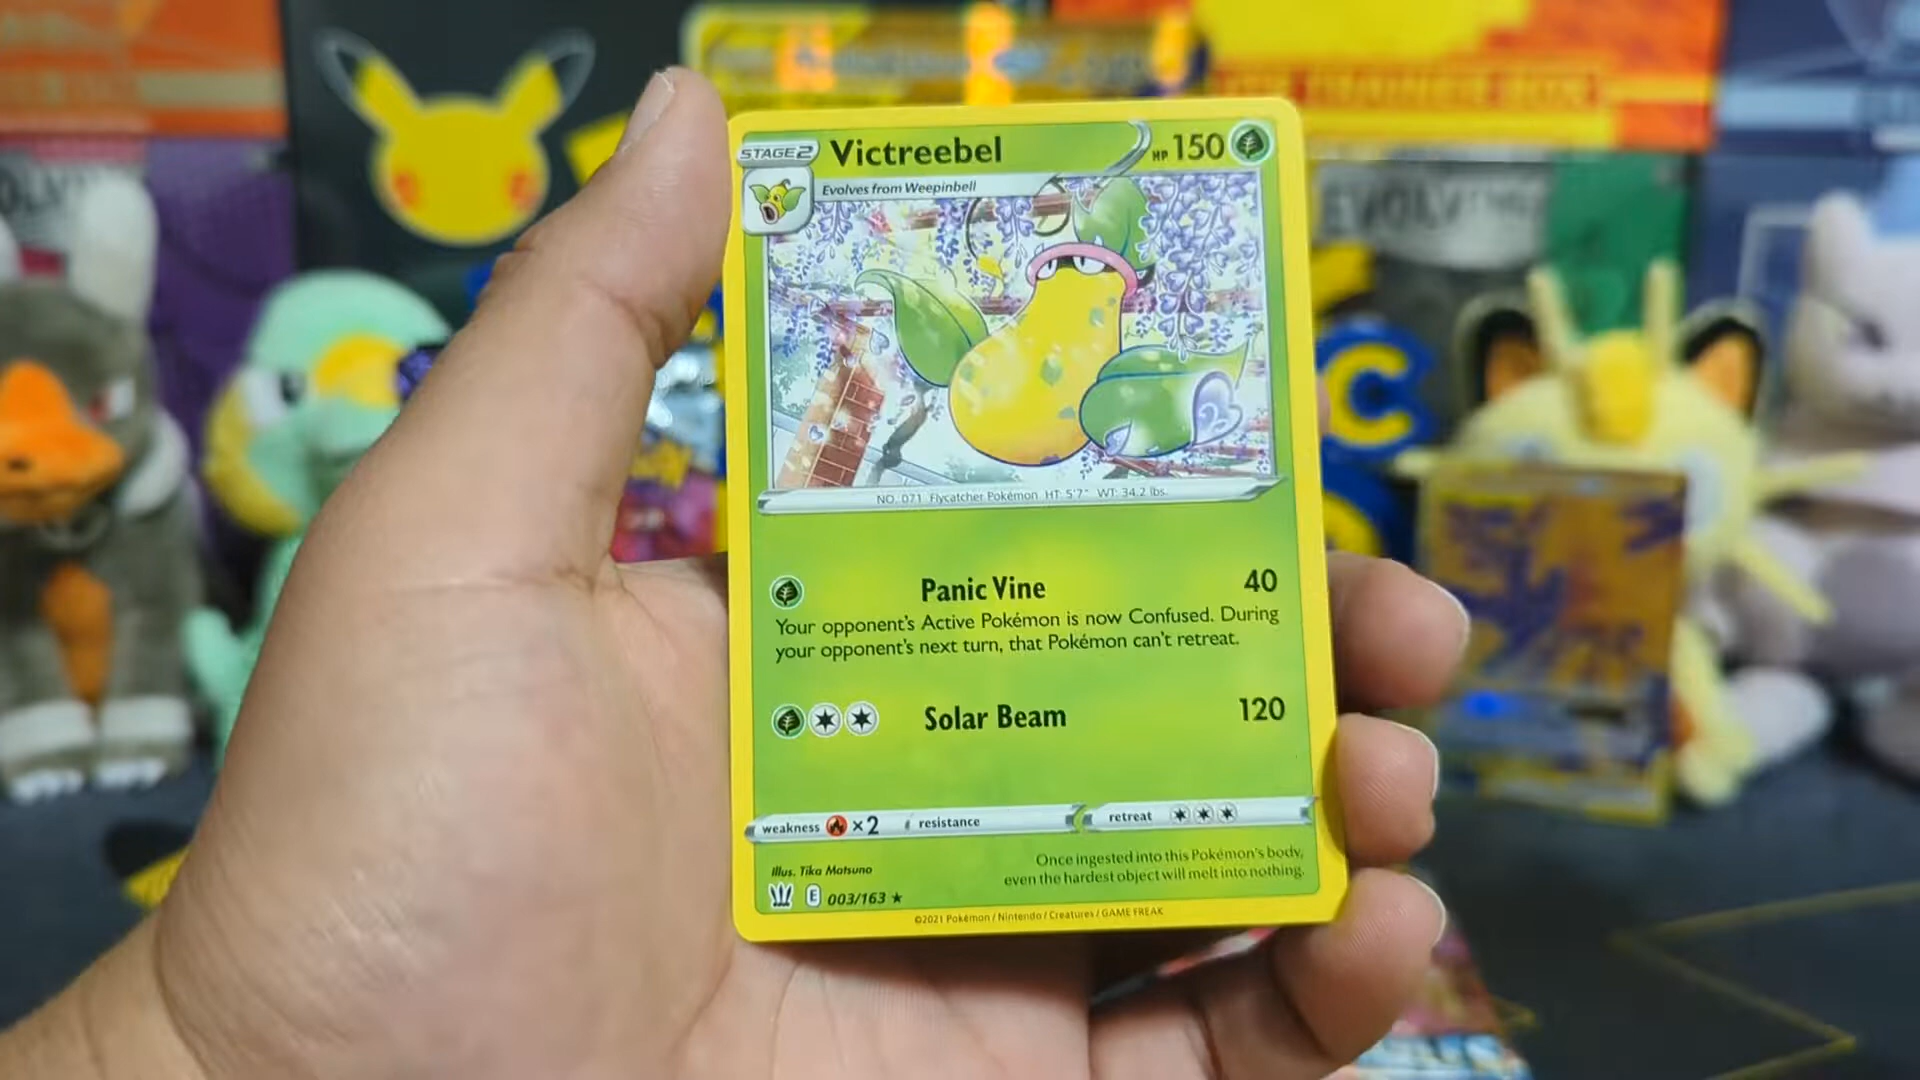 STAGE 2 Victreebel HP 150
Evolves from Weepinbell
NO. 071 Flycatcher Pokémon HT: 5'7" WT: 34.2 lbs.
Panic Vine 40
Your opponent's Active Pokémon is now Confused. During
your opponent's next turn, that Pokémon can't retreat.
Solar Beam 120
weakness ×2 resistance retreat
Once ingested into this Pokémon's body,
even the hardest object will melt into nothing.
Illus. Tika Matsuno
E 003/163 ★
©2021 Pokémon / Nintendo / Creatures / GAME FREAK